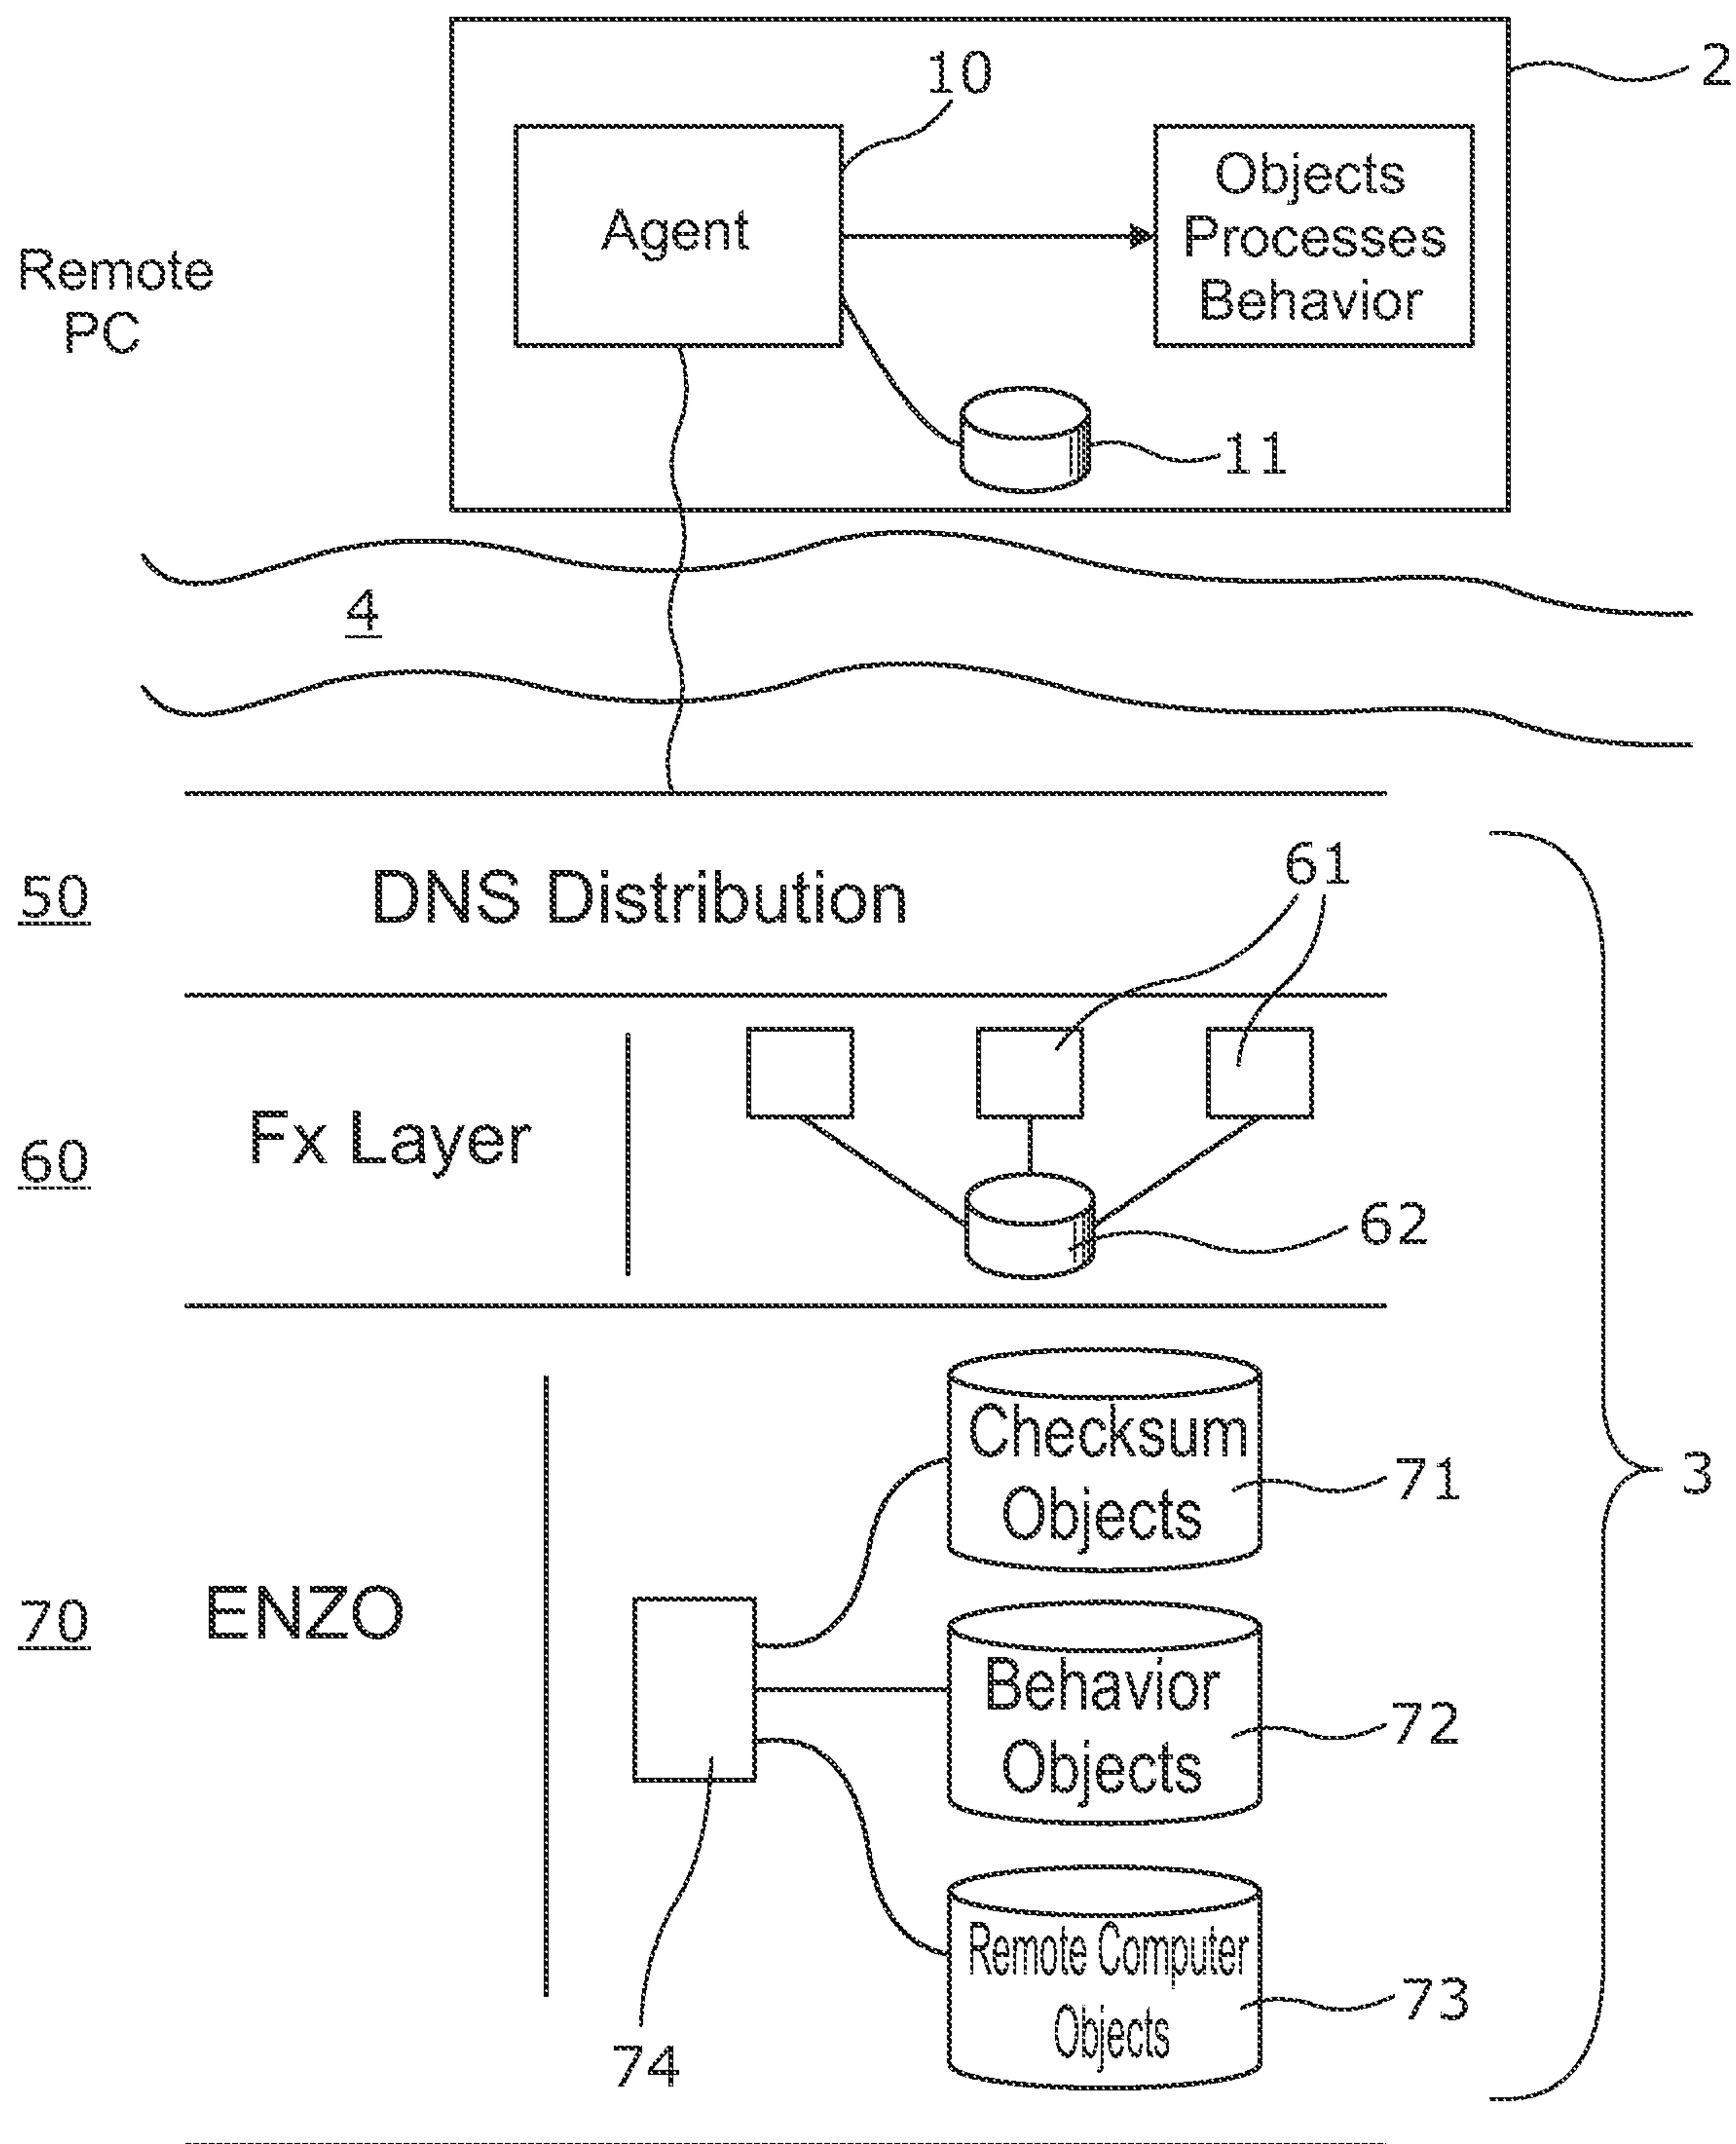 2
10
Agent
Objects
Processes
Behavior
Remote
PC
11
4
50
DNS Distribution
61
60
Fx Layer
62
Checksum
Objects
71
3
70
ENZO
Behavior
Objects
72
Remote Computer
Objects
73
74